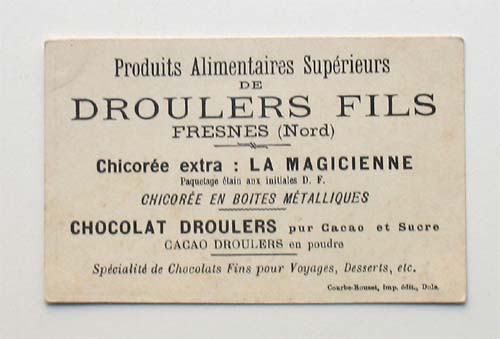 Produits Alimentaires Supérieurs
DE
DROULERS FILS
FRESNES (Nord)
Chicorée extra : LA MAGICIENNE
Paquetage étain aux initiales D. F.
CHICORÉE EN BOITES MÉTALLIQUES
CHOCOLAT DROULERS pur Cacao et Sucre
CACAO DROULERS en poudre
Spécialité de Chocolats Fins pour Voyages, Desserts, etc.
Courbe-Rouzet, Imp. édit., Dole.